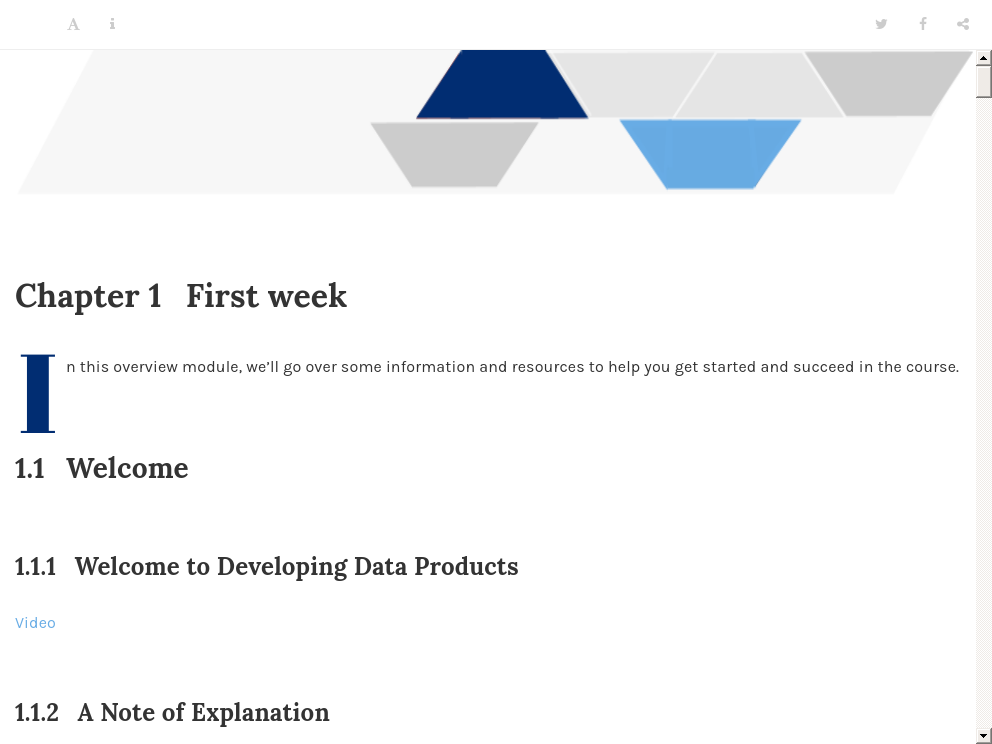 A i
Chapter 1 First week
In this overview module, we’ll go over some information and resources to help you get started and succeed in the course.
1.1 Welcome
1.1.1 Welcome to Developing Data Products
Video
1.1.2 A Note of Explanation